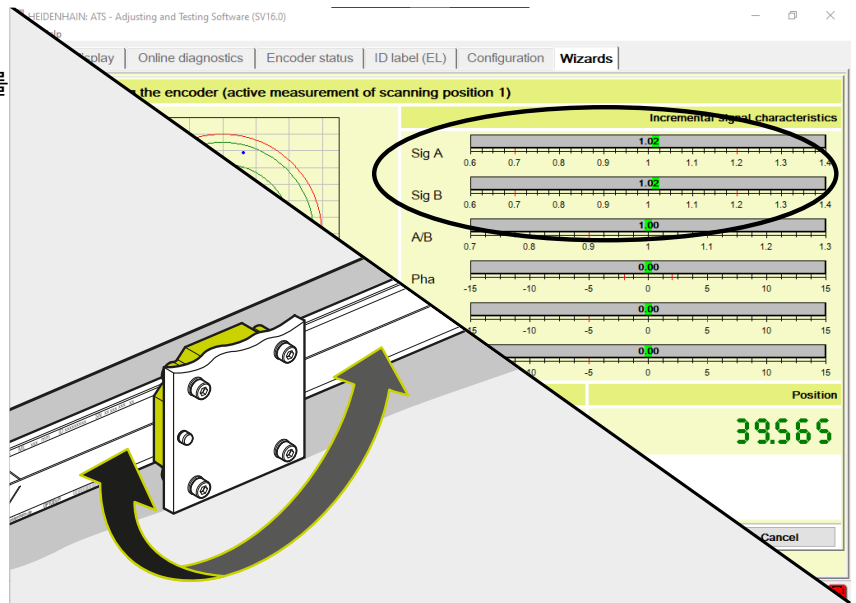 HEIDENHAIN: ATS - Adjusting and Testing Software (SV16.0)
Online diagnostics Encoder status ID label (EL) Configuration Wizards
the encoder (active measurement of scanning position 1)
Incremental signal characteristics
Sig A
1.02
0.6 0.7 0.8 0.9 1 1.1 1.2 1.3 1.4
Sig B
1.02
0.6 0.7 0.8 0.9 1 1.1 1.2 1.3 1.4
A/B
1.00
0.7 0.8 0.9 1 1.1 1.2 1.3
Pha
0.00
-15 -10 -5 0 5 10 15
0.00
-10 -5 0 5 10 15
0.00
-5 0 5 10 15
Position
39.565
Cancel